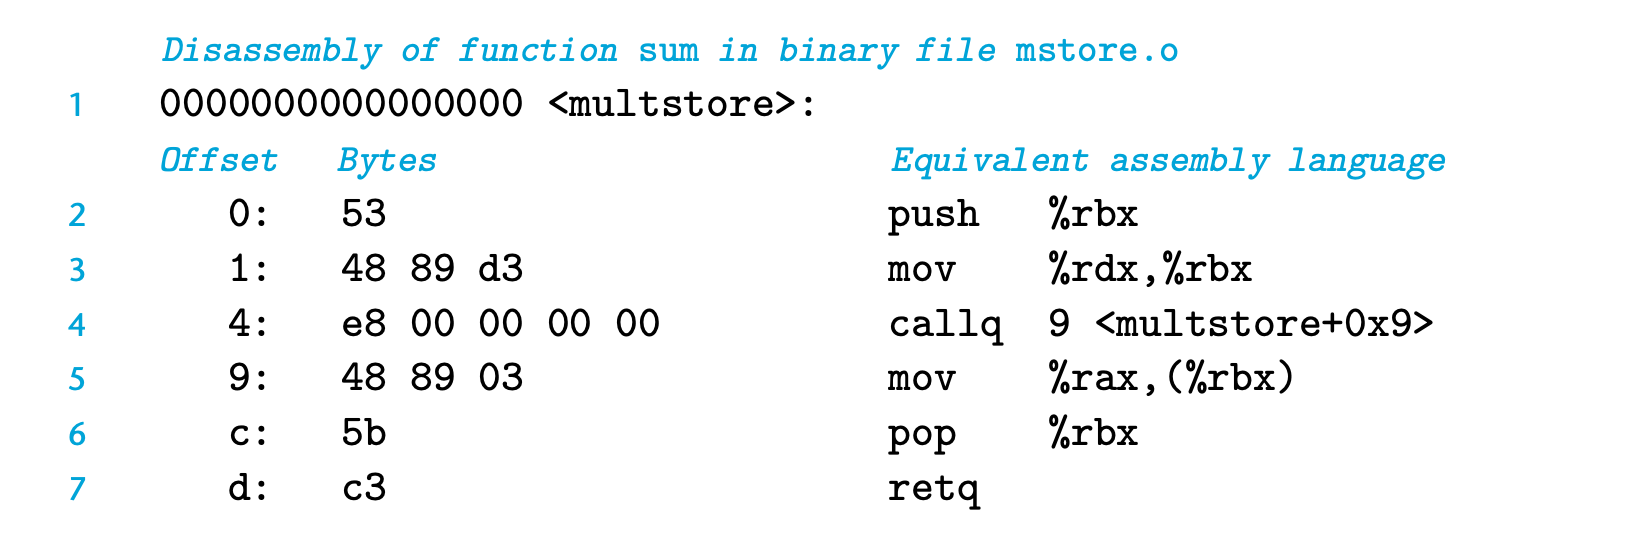 Disassembly of function sum in binary file mstore.o
1 0000000000000000 <multstore>:
Offset Bytes Equivalent assembly language
2 0: 53 push %rbx
3 1: 48 89 d3 mov %rdx,%rbx
4 4: e8 00 00 00 00 callq 9 <multstore+0x9>
5 9: 48 89 03 mov %rax,(%rbx)
6 c: 5b pop %rbx
7 d: c3 retq